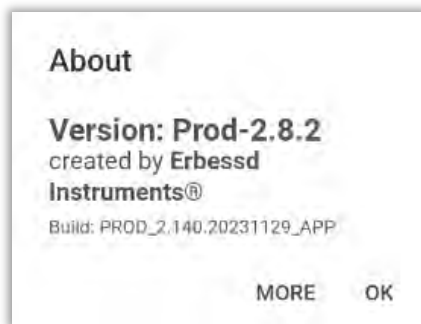 About
Version: Prod-2.8.2
created by Erbessd
Instruments®
Build: PROD_2.140.20231129_APP
MORE OK